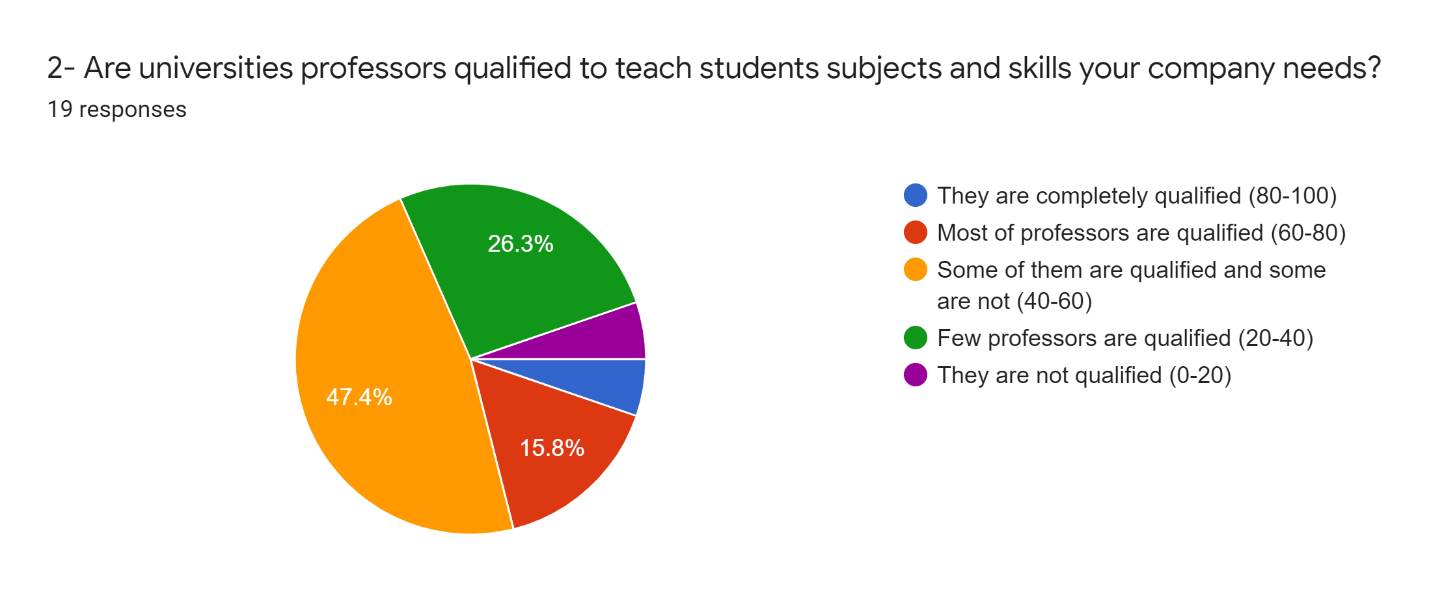 2- Are universities professors qualified to teach students subjects and skills your company needs?
19 responses
26.3%
47.4%
15.8%
They are completely qualified (80-100)
Most of professors are qualified (60-80)
Some of them are qualified and some
are not (40-60)
Few professors are qualified (20-40)
They are not qualified (0-20)